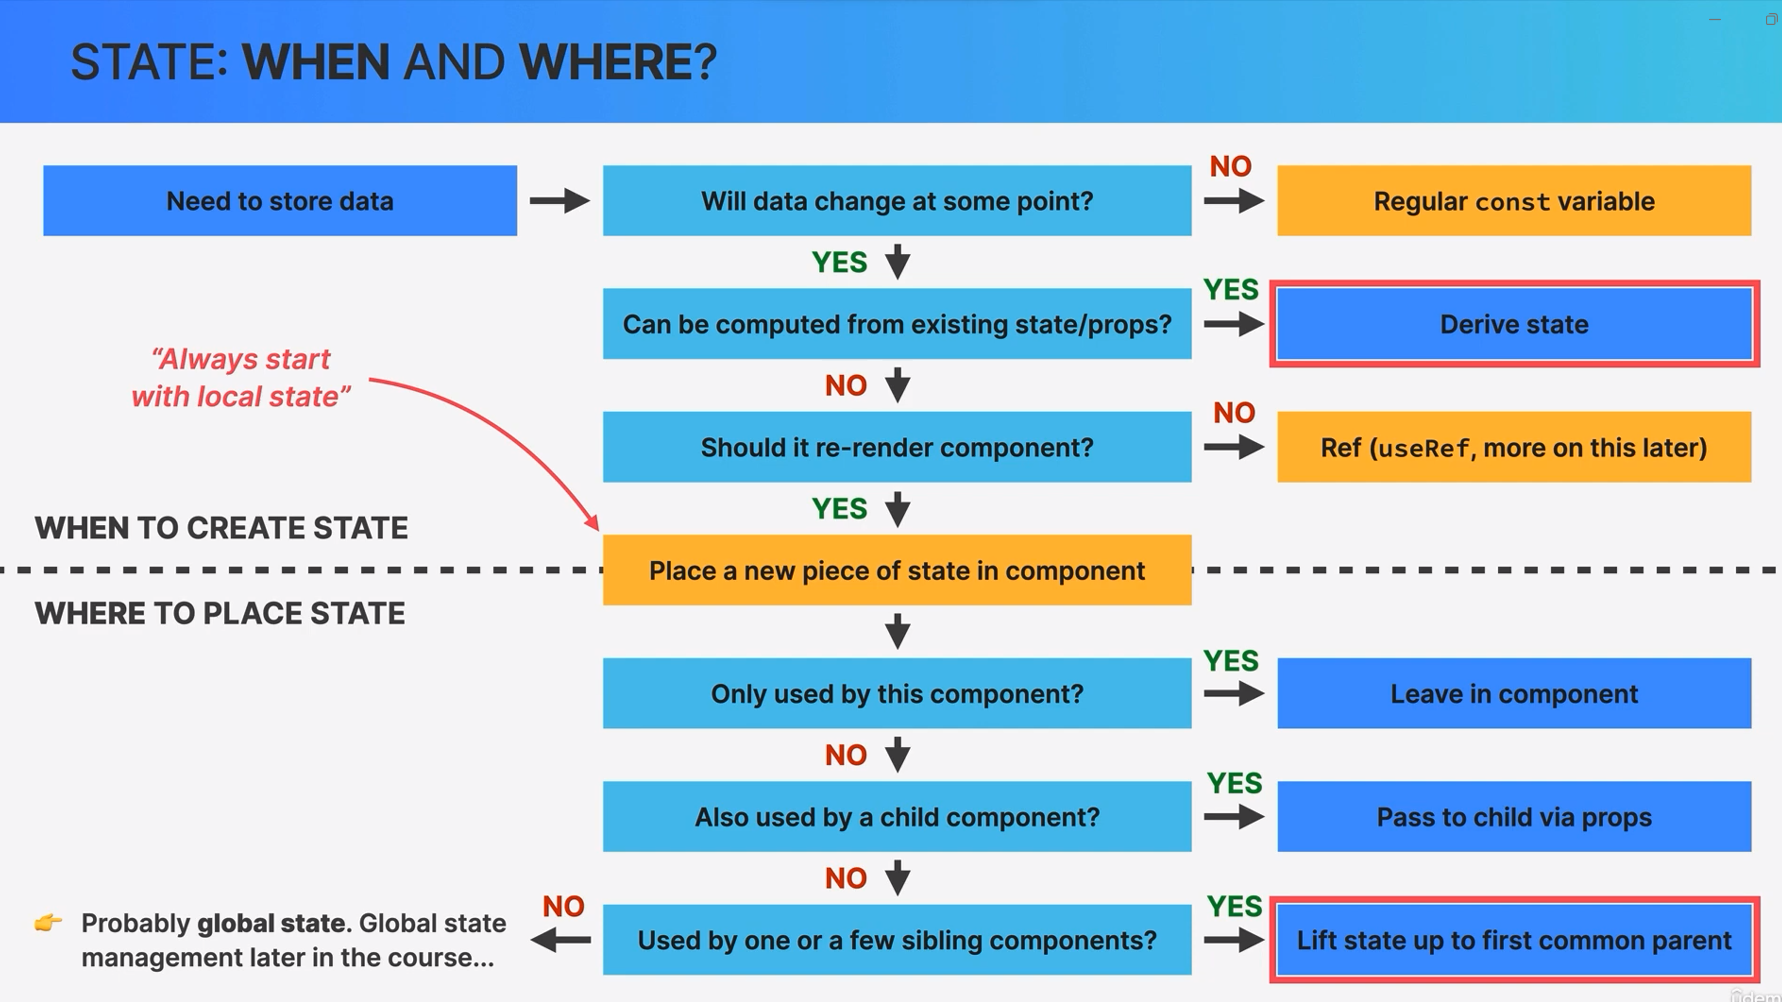 STATE: WHEN AND WHERE?
Need to store data
Will data change at some point?
NO
Regular const variable
YES
Can be computed from existing state/props?
YES
Derive state
“Always start
with local state”
NO
Should it re-render component?
NO
Ref (useRef, more on this later)
YES
WHEN TO CREATE STATE
Place a new piece of state in component
WHERE TO PLACE STATE
Only used by this component?
YES
Leave in component
NO
Also used by a child component?
YES
Pass to child via props
NO
Used by one or a few sibling components?
YES
Lift state up to first common parent
NO
👉 Probably global state. Global state
management later in the course...